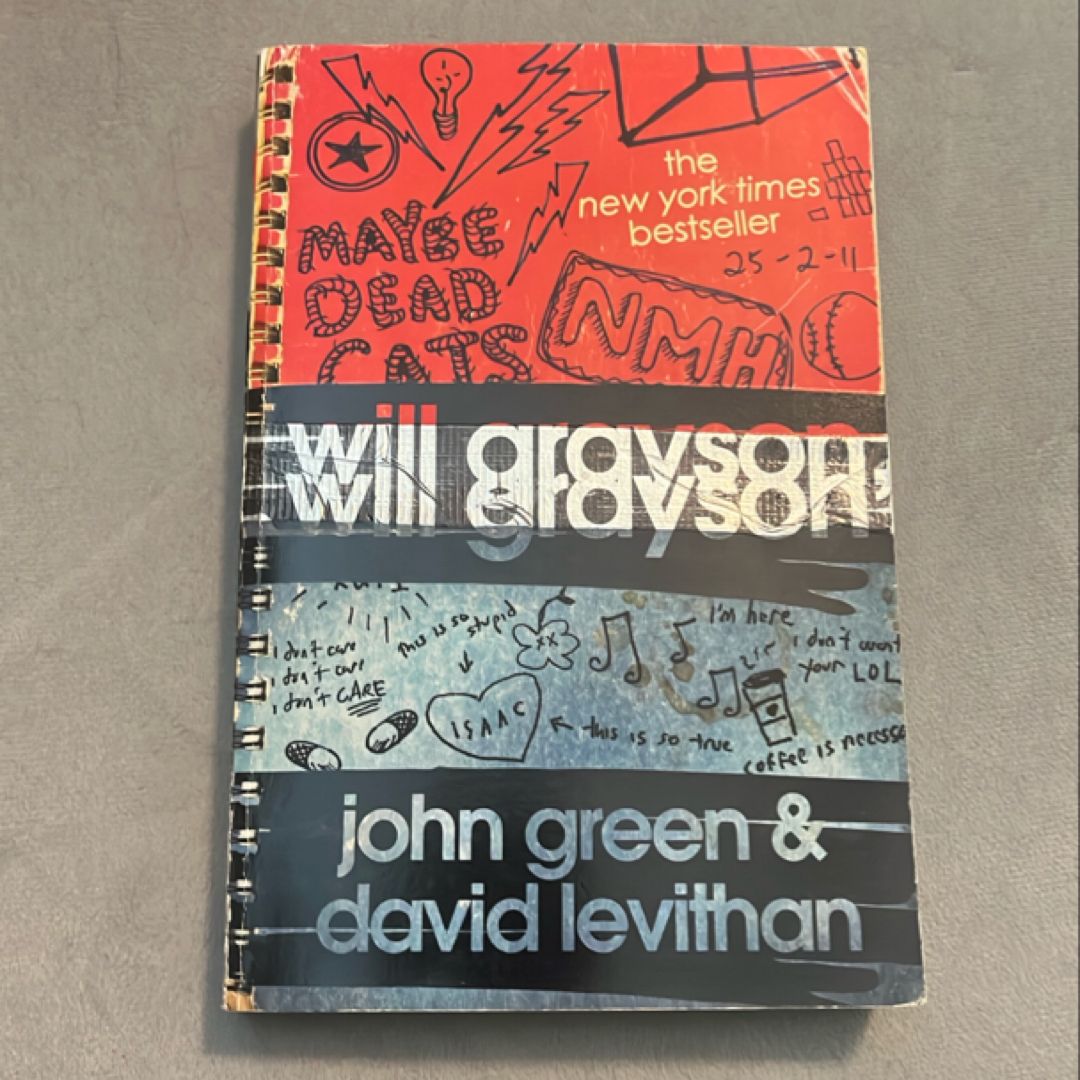 the
new york times
bestseller
25-2-11
MAYBE
DEAD
CATS
NMH
will grayson,
will grayson
i don't care
i don't care
i don't CARE
this is so
stupid
I'm here
i don't want
your LOL
ISAAC
this is so true
coffee is necess
john green &
david levithan